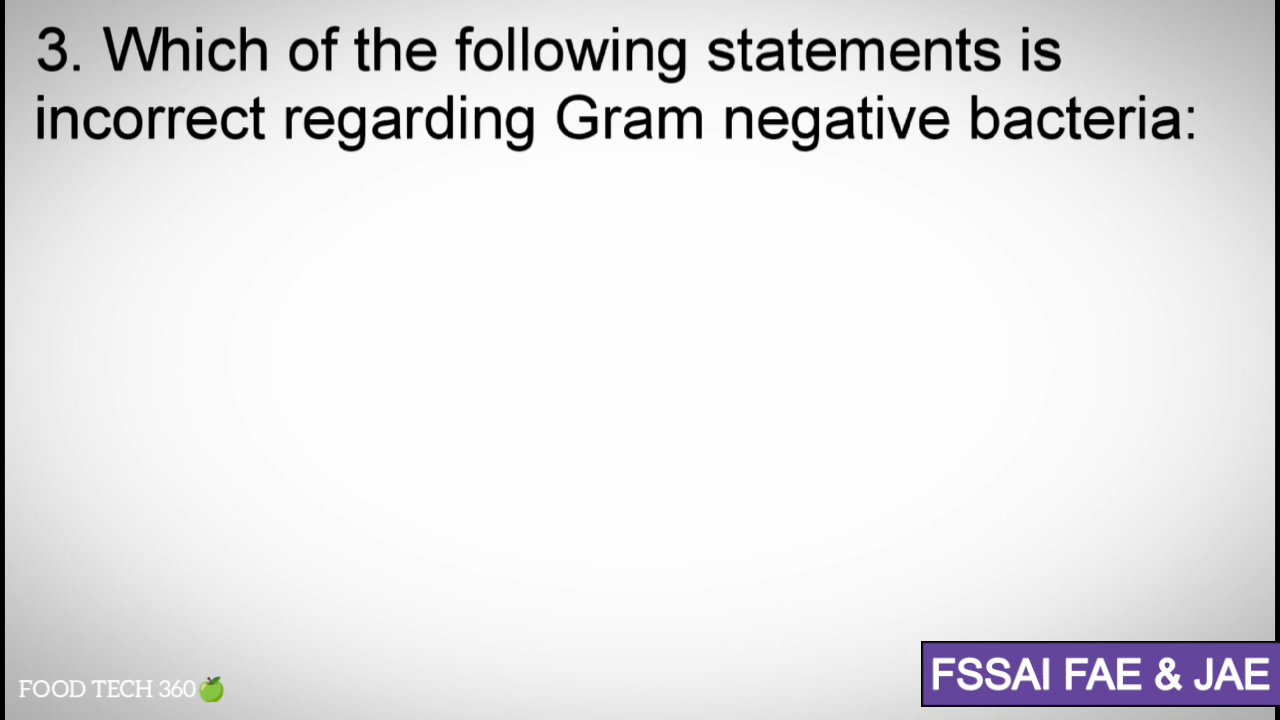 3. Which of the following statements is
incorrect regarding Gram negative bacteria:
FOOD TECH 360
FSSAI FAE & JAE